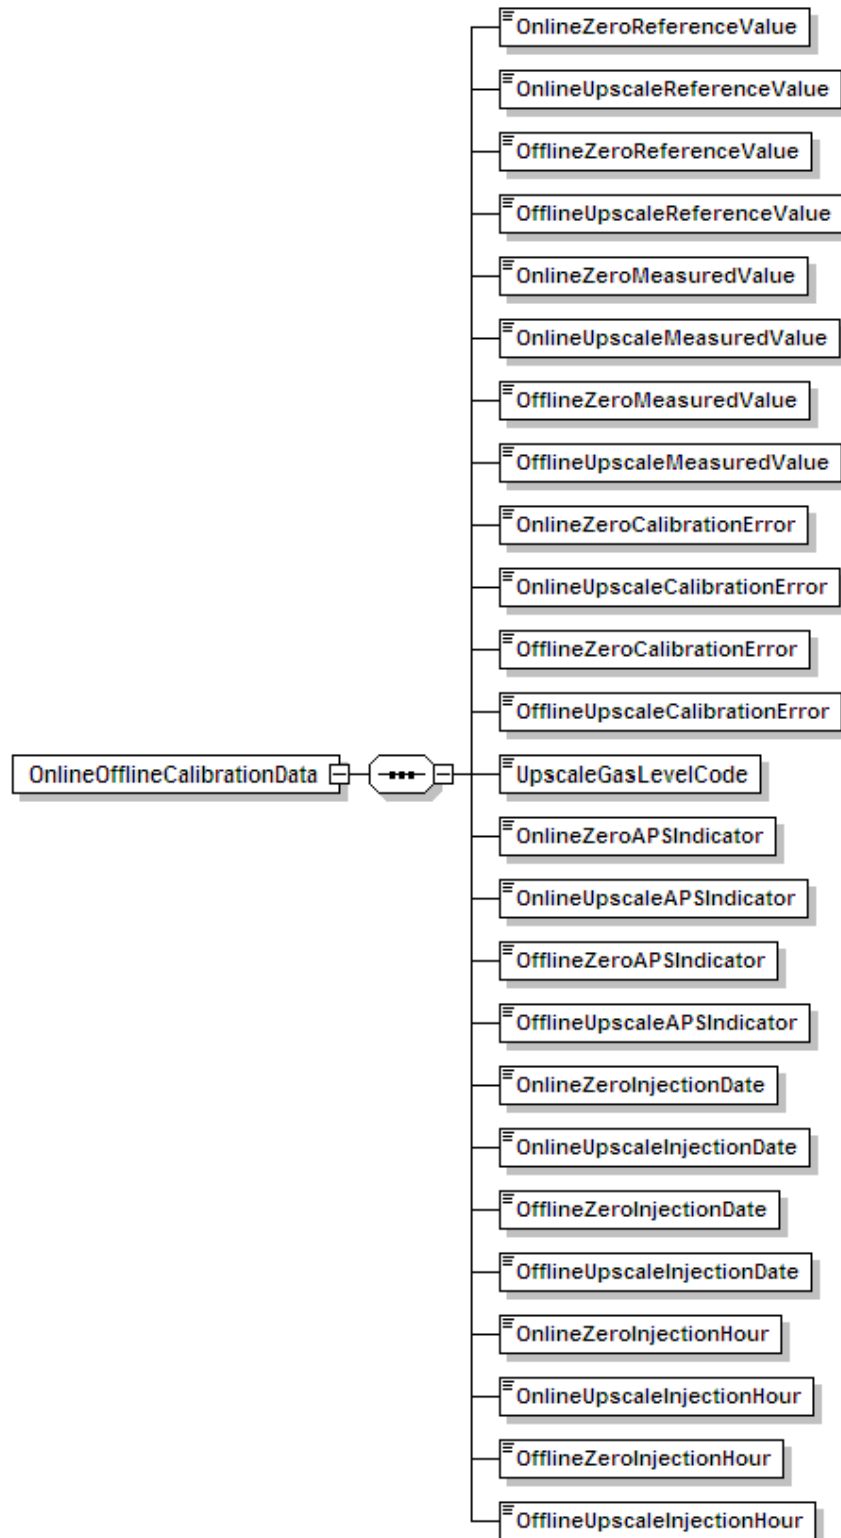 OnlineZeroReferenceValue
OnlineUpscaleReferenceValue
OfflineZeroReferenceValue
OfflineUpscaleReferenceValue
OnlineZeroMeasuredValue
OnlineUpscaleMeasuredValue
OfflineZeroMeasuredValue
OfflineUpscaleMeasuredValue
OnlineZeroCalibrationError
OnlineUpscaleCalibrationError
OfflineZeroCalibrationError
OfflineUpscaleCalibrationError
OnlineOfflineCalibrationData
UpscaleGasLevelCode
OnlineZeroAPSIndicator
OnlineUpscaleAPSIndicator
OfflineZeroAPSIndicator
OfflineUpscaleAPSIndicator
OnlineZeroInjectionDate
OnlineUpscaleInjectionDate
OfflineZeroInjectionDate
OfflineUpscaleInjectionDate
OnlineZeroInjectionHour
OnlineUpscaleInjectionHour
OfflineZeroInjectionHour
OfflineUpscaleInjectionHour